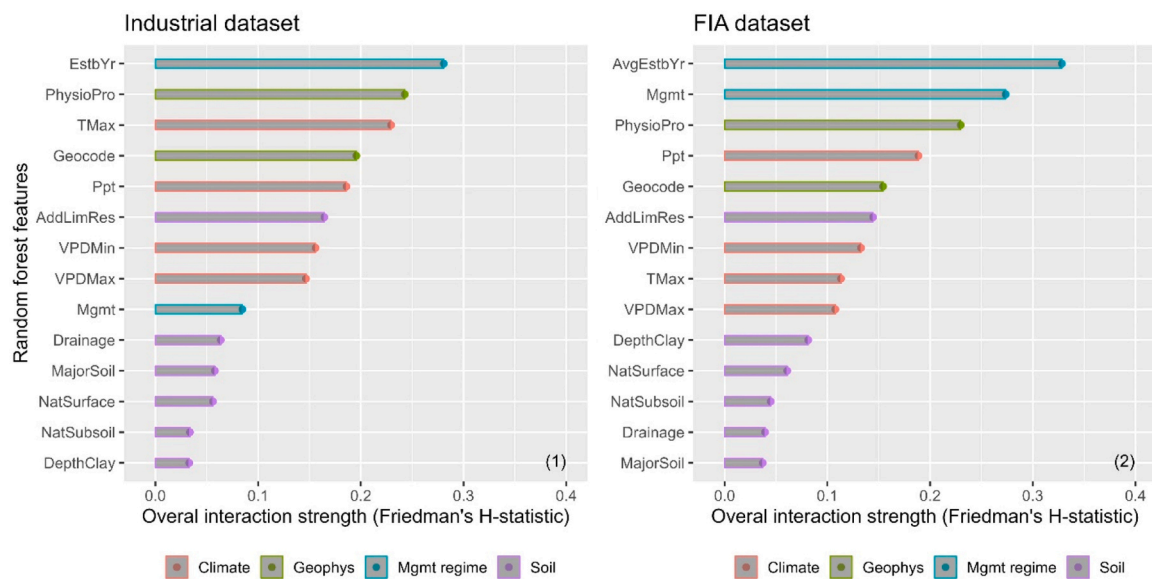 Industrial dataset
Random forest features
EstbYr
PhysioPro
TMax
Geocode
Ppt
AddLimRes
VPDMin
VPDMax
Mgmt
Drainage
MajorSoil
NatSurface
NatSubsoil
DepthClay
(1)
0.0 0.1 0.2 0.3 0.4
Overal interaction strength (Friedman's H-statistic)
Climate Geophys Mgmt regime Soil
FIA dataset
AvgEstbYr
Mgmt
PhysioPro
Ppt
Geocode
AddLimRes
VPDMin
TMax
VPDMax
DepthClay
NatSurface
NatSubsoil
Drainage
MajorSoil
(2)
0.0 0.1 0.2 0.3 0.4
Overal interaction strength (Friedman's H-statistic)
Climate Geophys Mgmt regime Soil